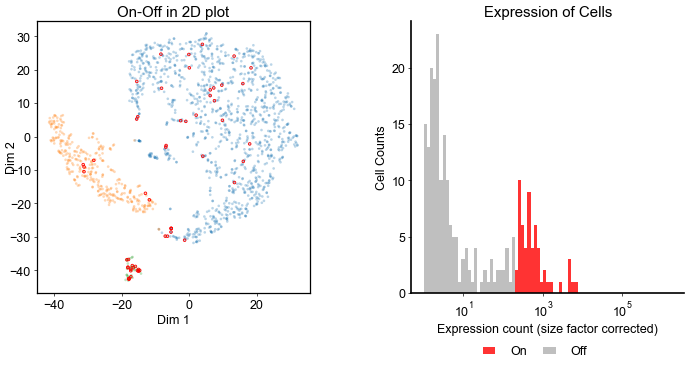 On-Off in 2D plot
30
20
10
0
−10
−20
−30
−40
Dim 2
−40
−20
0
20
Dim 1
Expression of Cells
20
15
10
5
0
Cell Counts
10^1
10^3
10^5
Expression count (size factor corrected)
On
Off